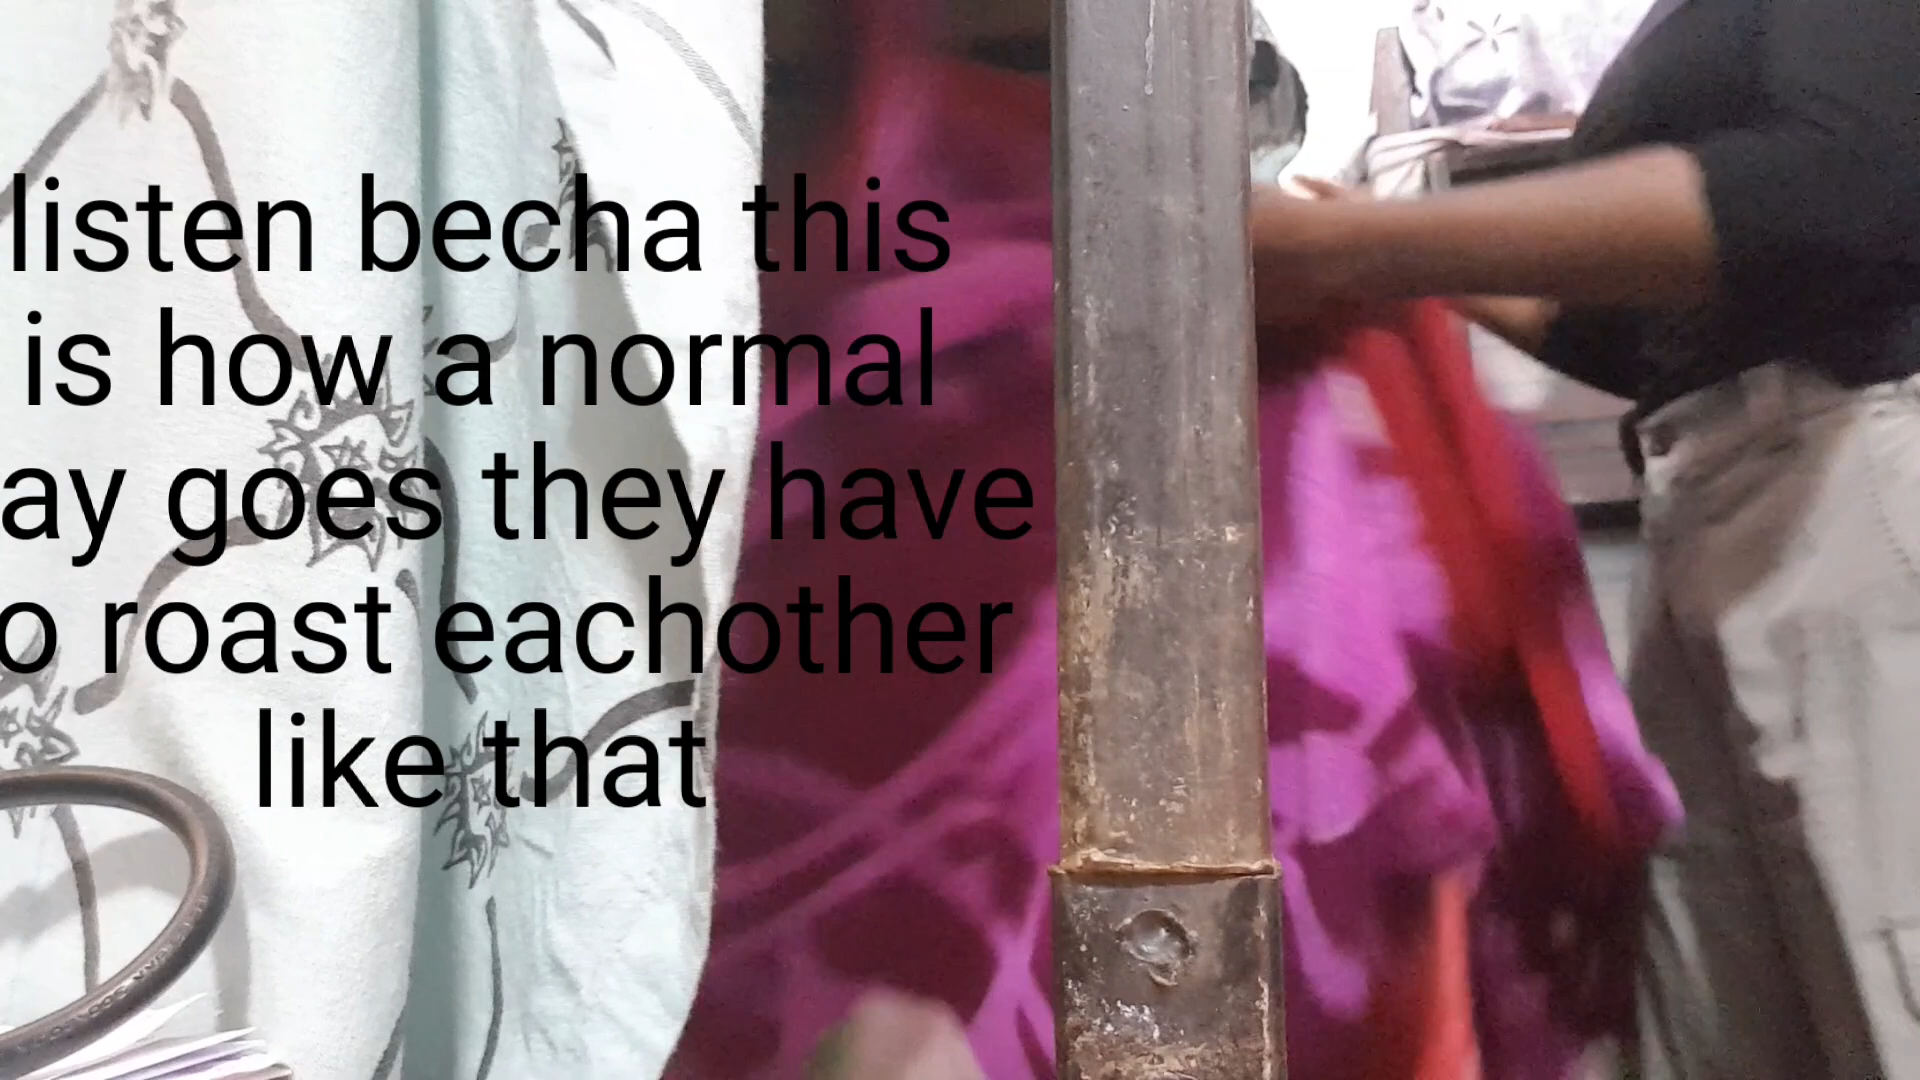 listen becha this
is how a normal
ay goes they have
o roast eachother
like that